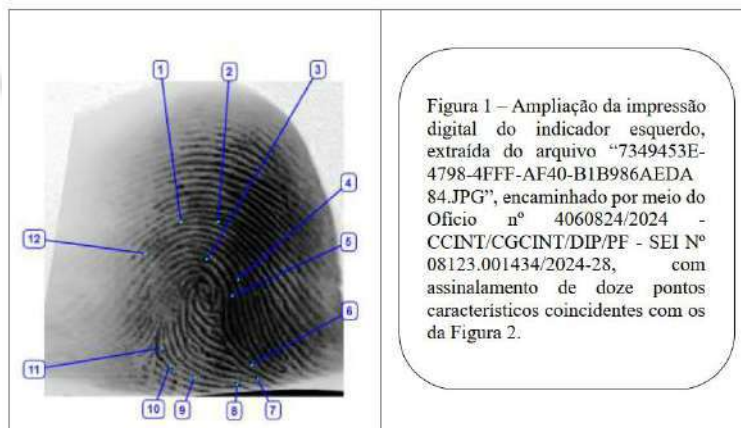 1 2 3
4
5
6
7
8
9
10
11
12
Figura 1 – Ampliação da impressão
digital do indicador esquerdo,
extraída do arquivo “7349453E-
4798-4FFF-AF40-B1B986AEDA
84.JPG”, encaminhado por meio do
Ofício nº 4060824/2024 -
CCINT/CGCINT/DIP/PF - SEI Nº
08123.001434/2024-28, com
assinalamento de doze pontos
característicos coincidentes com os
da Figura 2.